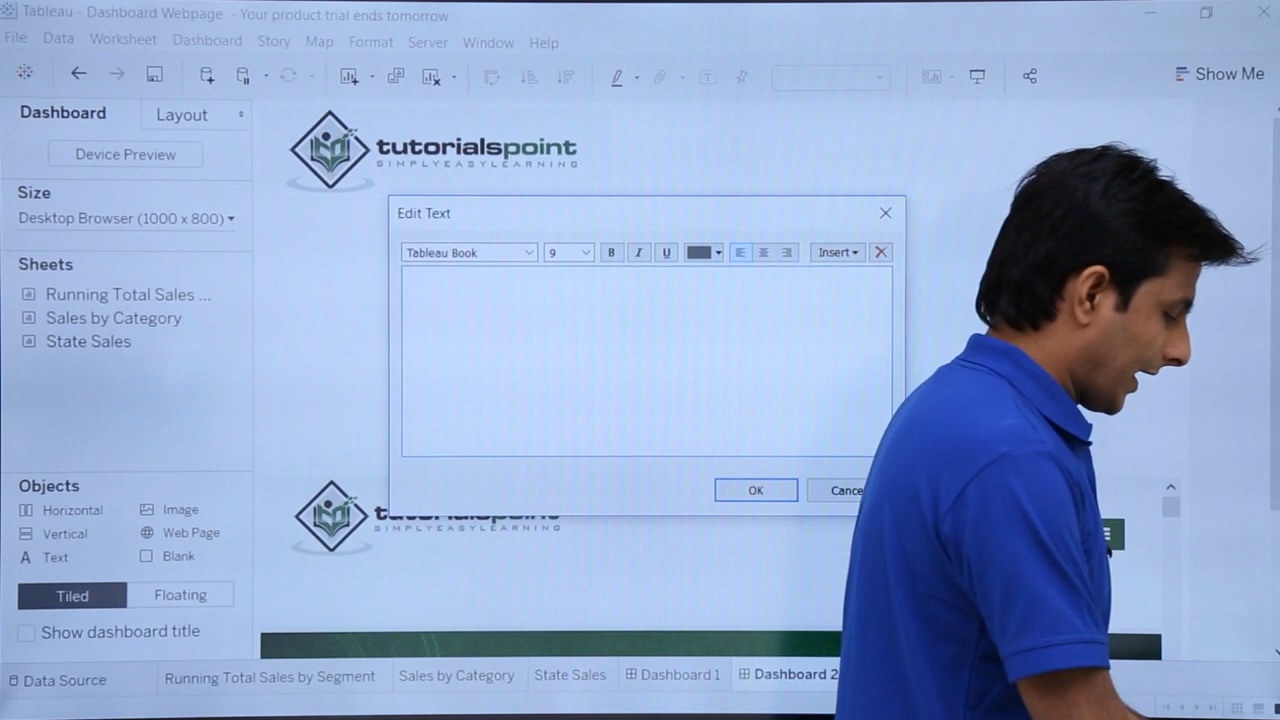 Tableau - Dashboard Webpage - Your product trial ends tomorrow
File Data Worksheet Dashboard Story Map Format Server Window Help
Show Me
Dashboard Layout
Device Preview
Size
Desktop Browser (1000 x 800)
Sheets
Running Total Sales ...
Sales by Category
State Sales
Objects
Horizontal Image
Vertical Web Page
A Text Blank
Tiled Floating
Show dashboard title
tutorialspoint
SIMPLYEASYLEARNING
Edit Text
Tableau Book 9 B I U Insert
OK Cance
tutorialspoint
SIMPLYEASYLEARNING
Data Source Running Total Sales by Segment Sales by Category State Sales Dashboard 1 Dashboard 2